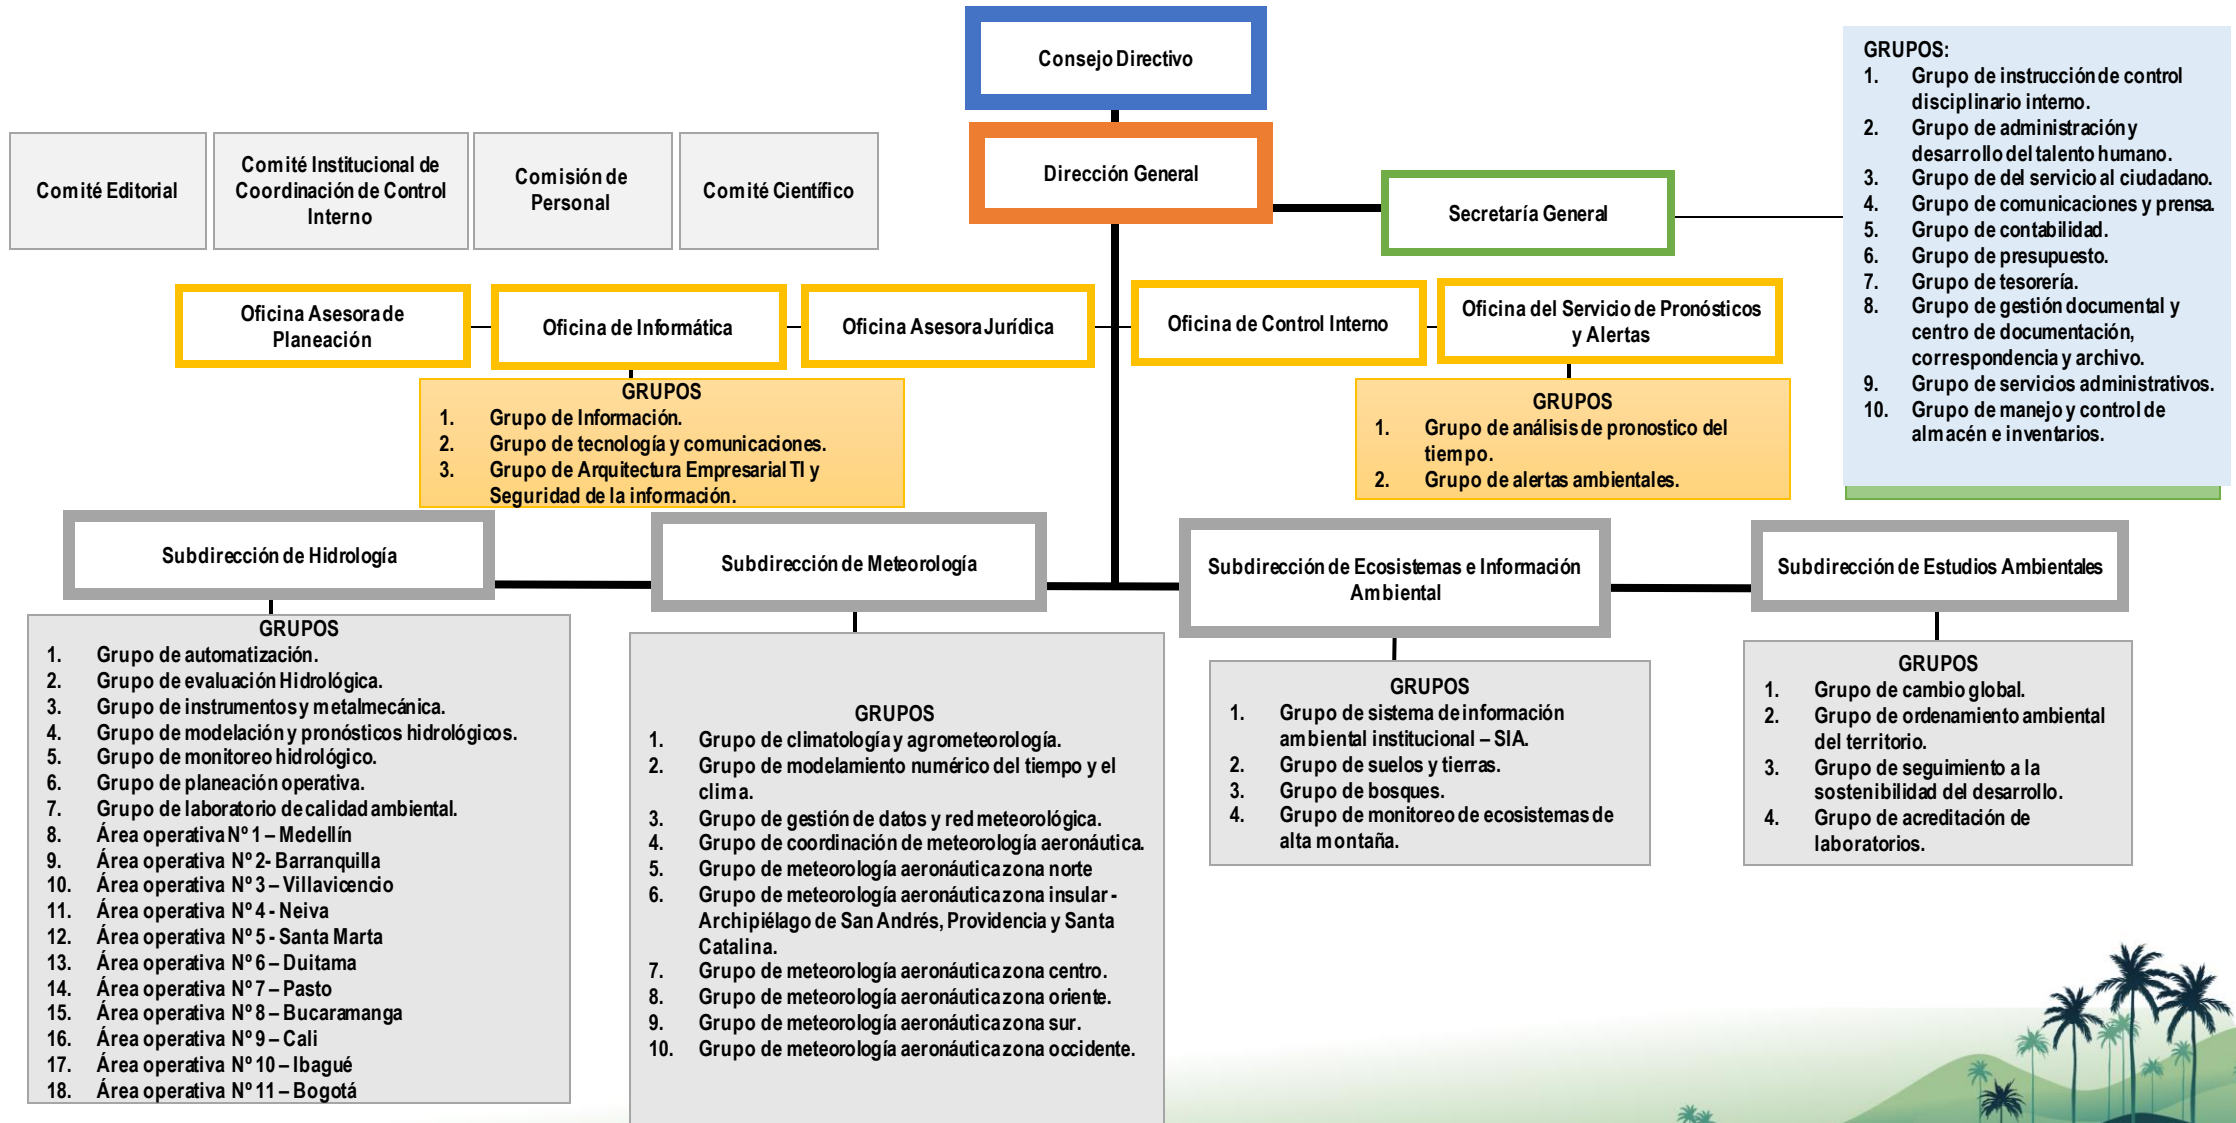 Consejo Directivo
Dirección General
Secretaría General
GRUPOS:
1. Grupo de instrucción de control
disciplinario interno.
2. Grupo de administración y
desarrollo del talento humano.
3. Grupo de del servicio al ciudadano.
4. Grupo de comunicaciones y prensa.
5. Grupo de contabilidad.
6. Grupo de presupuesto.
7. Grupo de tesorería.
8. Grupo de gestión documental y
centro de documentación,
correspondencia y archivo.
9. Grupo de servicios administrativos.
10. Grupo de manejo y control de
almacén e inventarios.
Comité Editorial
Comité Institucional de
Coordinación de Control
Interno
Comisión de
Personal
Comité Científico
Oficina Asesora de
Planeación
Oficina de Informática
Oficina Asesora Jurídica
Oficina de Control Interno
Oficina del Servicio de Pronósticos
y Alertas
GRUPOS
1. Grupo de Información.
2. Grupo de tecnología y comunicaciones.
3. Grupo de Arquitectura Empresarial TI y
Seguridad de la información.
GRUPOS
1. Grupo de análisis de pronostico del
tiempo.
2. Grupo de alertas ambientales.
Subdirección de Hidrología
Subdirección de Meteorología
Subdirección de Ecosistemas e Información
Ambiental
Subdirección de Estudios Ambientales
GRUPOS
1. Grupo de automatización.
2. Grupo de evaluación Hidrológica.
3. Grupo de instrumentos y metalmecánica.
4. Grupo de modelación y pronósticos hidrológicos.
5. Grupo de monitoreo hidrológico.
6. Grupo de planeación operativa.
7. Grupo de laboratorio de calidad ambiental.
8. Área operativa Nº 1 – Medellín
9. Área operativa Nº 2- Barranquilla
10. Área operativa Nº 3 – Villavicencio
11. Área operativa Nº 4 - Neiva
12. Área operativa Nº 5 - Santa Marta
13. Área operativa Nº 6 – Duitama
14. Área operativa Nº 7 – Pasto
15. Área operativa Nº 8 – Bucaramanga
16. Área operativa Nº 9 – Cali
17. Área operativa Nº 10 – Ibagué
18. Área operativa Nº 11 – Bogotá
GRUPOS
1. Grupo de climatología y agrometeorología.
2. Grupo de modelamiento numérico del tiempo y el
clima.
3. Grupo de gestión de datos y red meteorológica.
4. Grupo de coordinación de meteorología aeronáutica.
5. Grupo de meteorología aeronáutica zona norte
6. Grupo de meteorología aeronáutica zona insular -
Archipiélago de San Andrés, Providencia y Santa
Catalina.
7. Grupo de meteorología aeronáutica zona centro.
8. Grupo de meteorología aeronáutica zona oriente.
9. Grupo de meteorología aeronáutica zona sur.
10. Grupo de meteorología aeronáutica zona occidente.
GRUPOS
1. Grupo de sistema de información
ambiental institucional – SIA.
2. Grupo de suelos y tierras.
3. Grupo de bosques.
4. Grupo de monitoreo de ecosistemas de
alta montaña.
GRUPOS
1. Grupo de cambio global.
2. Grupo de ordenamiento ambiental
del territorio.
3. Grupo de seguimiento a la
sostenibilidad del desarrollo.
4. Grupo de acreditación de
laboratorios.